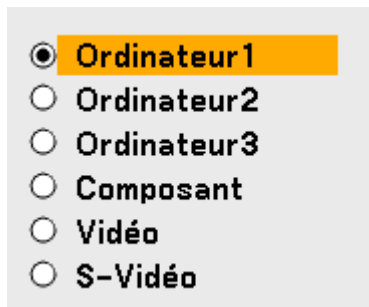 Ordinateur1
Ordinateur2
Ordinateur3
Composant
Vidéo
S-Vidéo